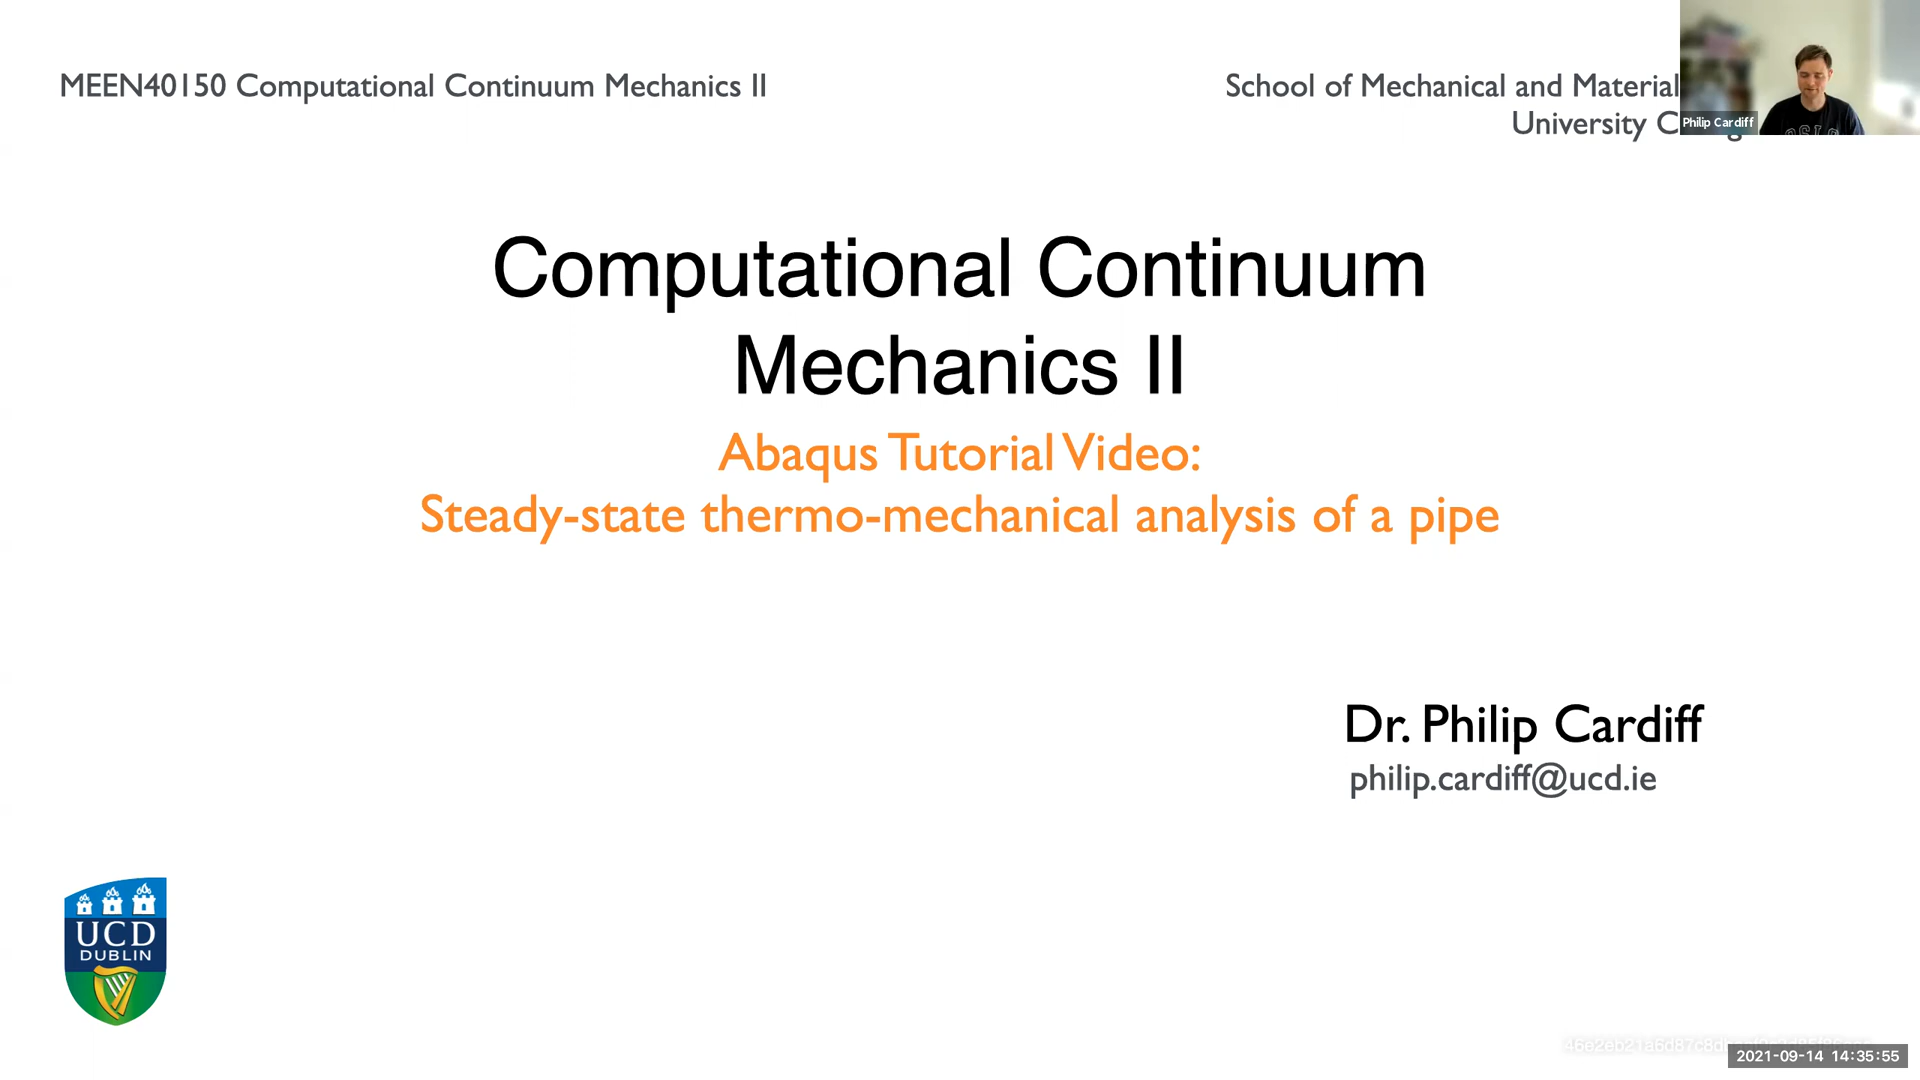 MEEN40150 Computational Continuum Mechanics II
School of Mechanical and Material
University
Philip Cardiff
Computational Continuum
Mechanics II
Abaqus Tutorial Video:
Steady-state thermo-mechanical analysis of a pipe
Dr. Philip Cardiff
philip.cardiff@ucd.ie
UCD
DUBLIN
2021-09-14 14:35:55